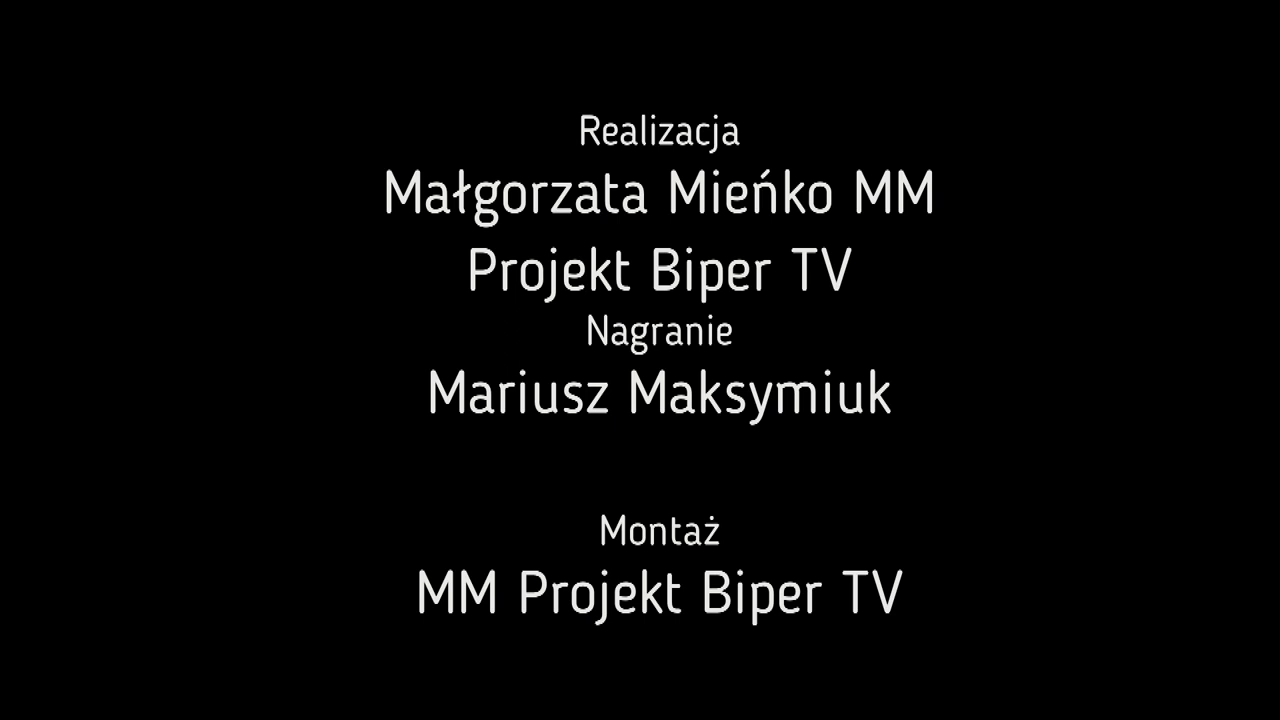 Realizacja
Małgorzata Mieńko MM
Projekt Biper TV
Nagranie
Mariusz Maksymiuk
Montaż
MM Projekt Biper TV